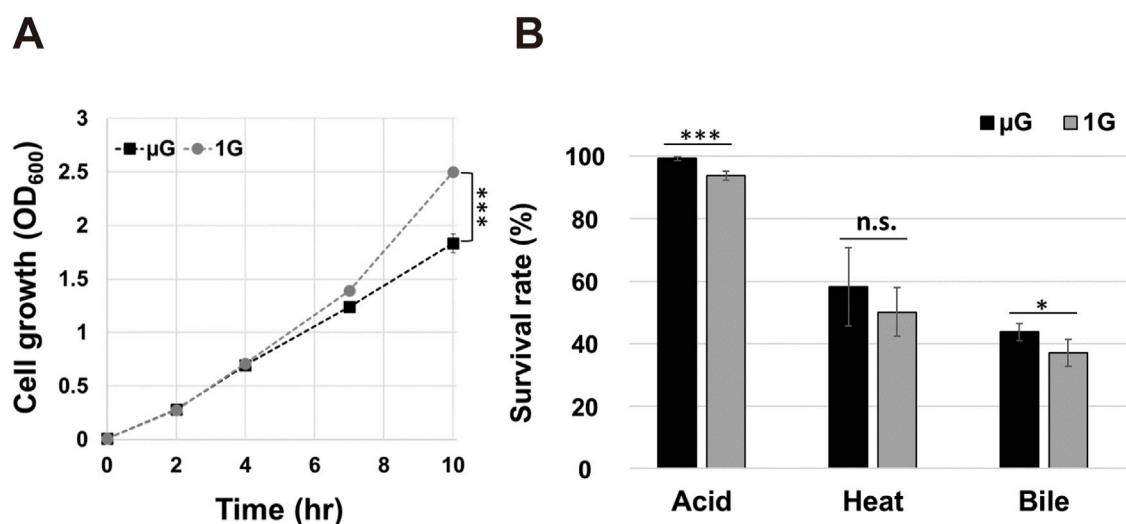 A
Cell growth (OD600)
3
2.5
2
1.5
1
0.5
0
µG 1G
***
0 2 4 6 8 10
Time (hr)
B
µG 1G
Survival rate (%)
100
80
60
40
20
0
***
n.s.
*
Acid Heat Bile